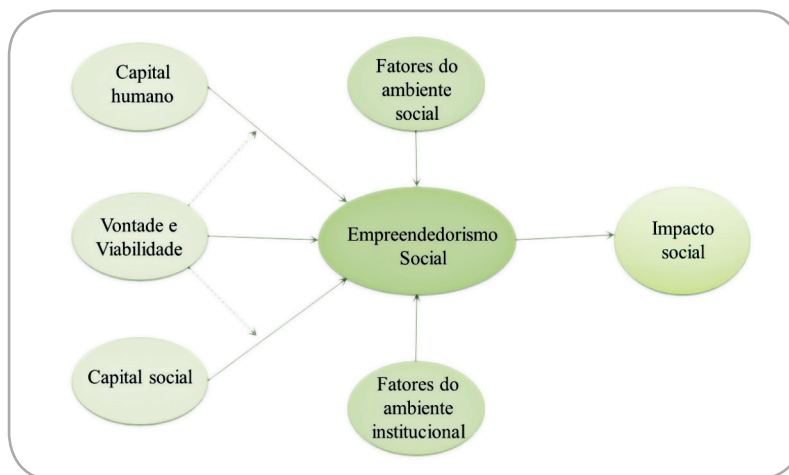 Capital
humano
Fatores do
ambiente
social
Vontade e
Viabilidade
Empreendedorismo
Social
Impacto
social
Capital social
Fatores do
ambiente
institucional